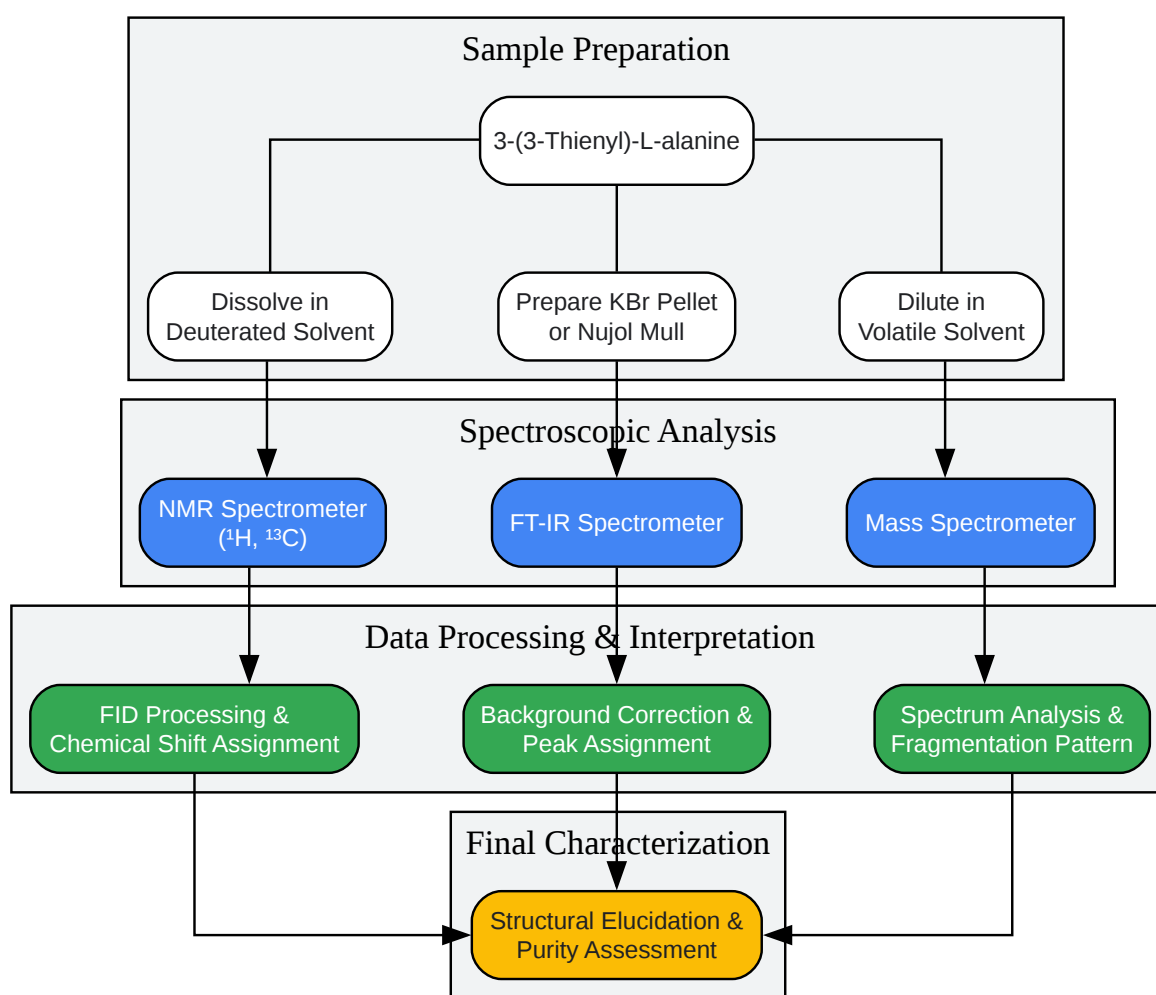 Sample Preparation
3-(3-Thienyl)-L-alanine
Dissolve in
Deuterated Solvent
Prepare KBr Pellet
or Nujol Mull
Dilute in
Volatile Solvent
Spectroscopic Analysis
NMR Spectrometer
(¹H, ¹³C)
FT-IR Spectrometer
Mass Spectrometer
Data Processing & Interpretation
FID Processing &
Chemical Shift Assignment
Background Correction &
Peak Assignment
Spectrum Analysis &
Fragmentation Pattern
Final Characterization
Structural Elucidation &
Purity Assessment